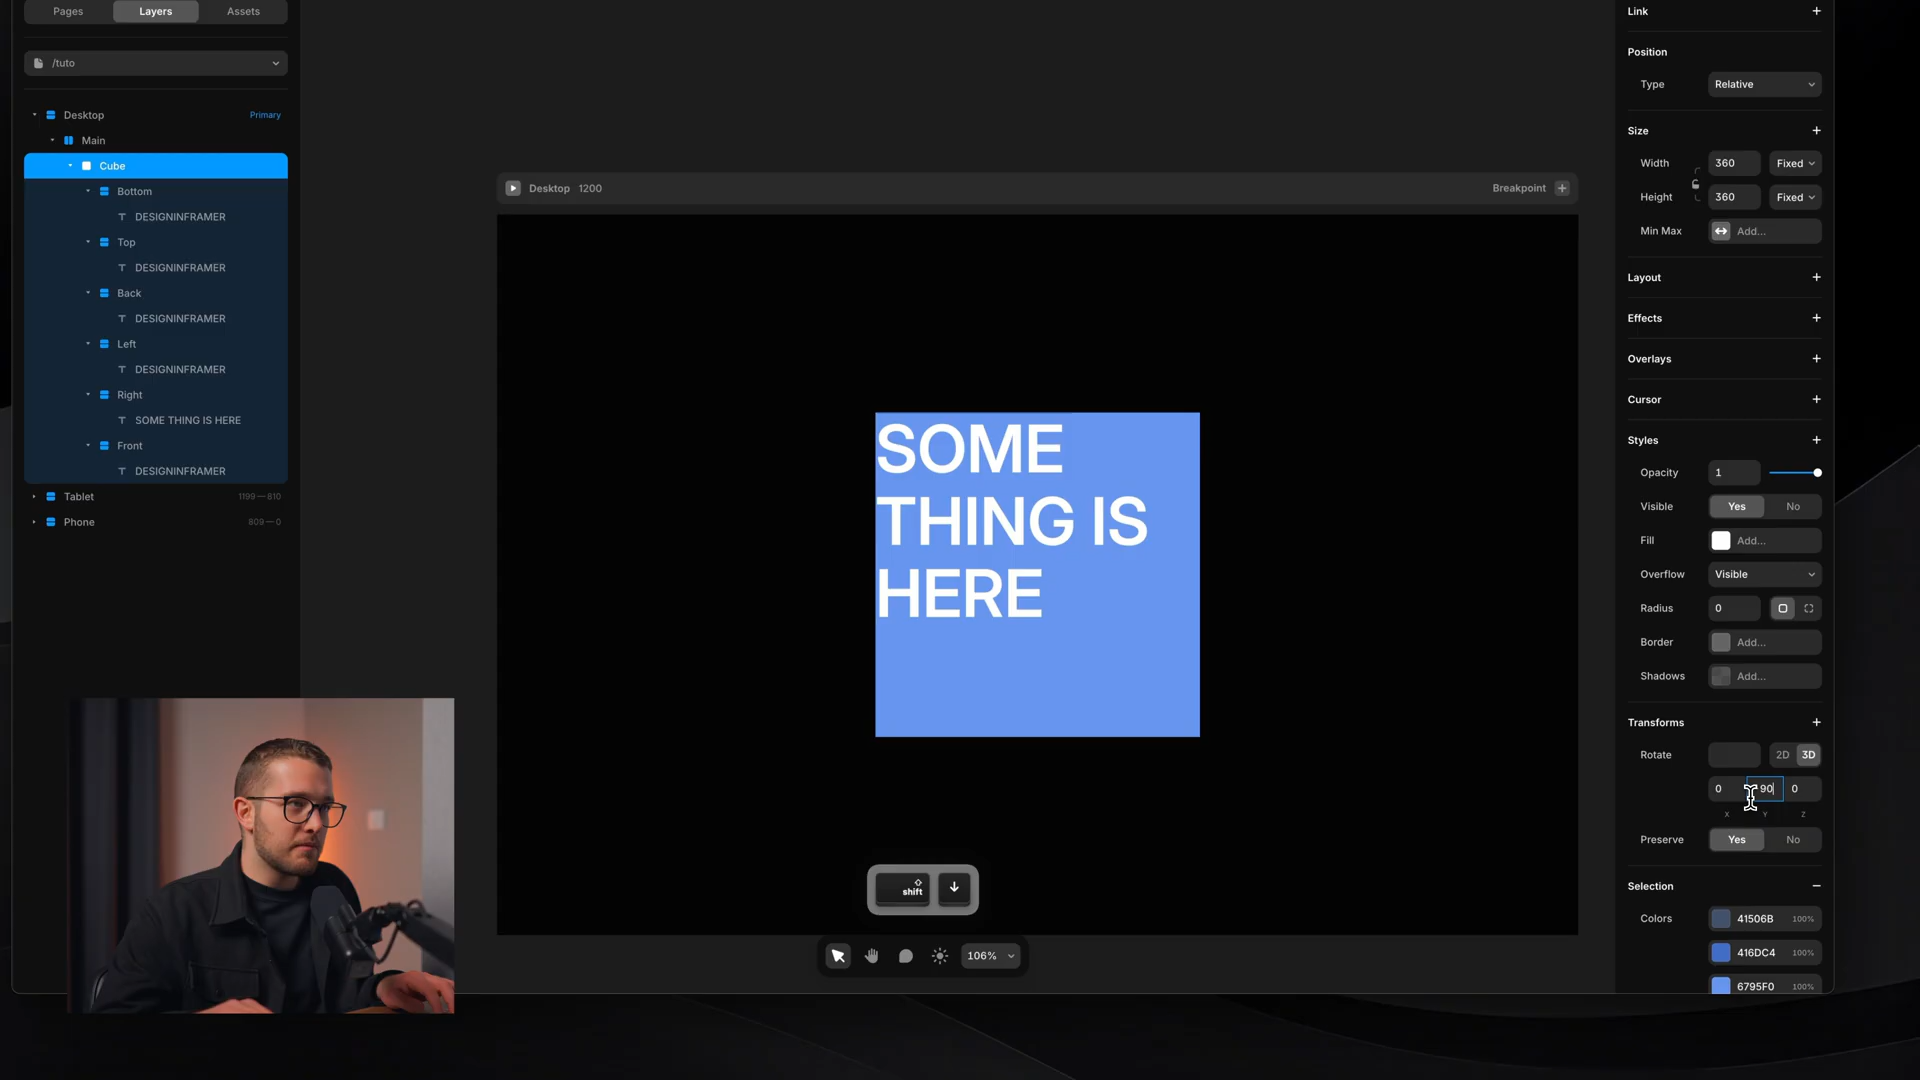 Pages
Layers
Assets
/tuto
Desktop
Primary
Main
Cube
Bottom
DESIGNINFRAMER
Top
DESIGNINFRAMER
Back
DESIGNINFRAMER
Left
DESIGNINFRAMER
Right
SOME THING IS HERE
Front
DESIGNINFRAMER
Tablet
1199—810
Phone
809—0
Desktop 1200
Breakpoint
SOME
THING IS
HERE
shift
106%
Link
Position
Type
Relative
Size
Width
360
Fixed
Height
360
Fixed
Min Max
Add...
Layout
Effects
Overlays
Cursor
Styles
Opacity
1
Visible
Yes
No
Fill
Add...
Overflow
Visible
Radius
0
Border
Add...
Shadows
Add...
Transforms
Rotate
2D
3D
0
90
0
X
Y
Z
Preserve
Yes
No
Selection
Colors
41506B
100%
416DC4
100%
6795F0
100%